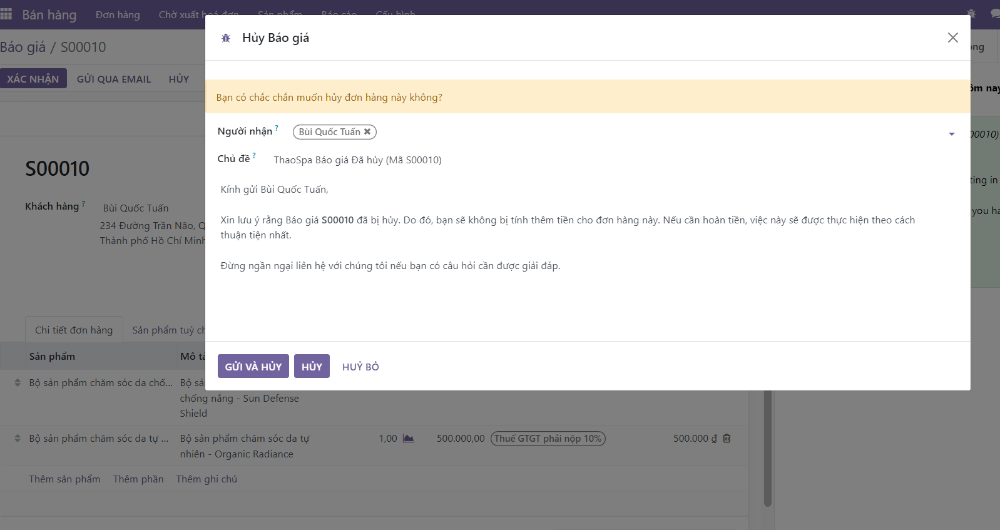 Bán hàng Đơn hàng Chờ xuất hoá đơn Sản phẩm Báo cáo Cấu hình
Báo giá / S00010
XÁC NHẬN GỬI QUA EMAIL HỦY
Hủy Báo giá
Bạn có chắc chắn muốn hủy đơn hàng này không?
Người nhận ? Bùi Quốc Tuấn
Chủ đề ? ThaoSpa Báo giá Đã hủy (Mã S00010)
Kính gửi Bùi Quốc Tuấn,
Xin lưu ý rằng Báo giá S00010 đã bị hủy. Do đó, bạn sẽ không bị tính thêm tiền cho đơn hàng này. Nếu cần hoàn tiền, việc này sẽ được thực hiện theo cách
thuận tiện nhất.
Đừng ngần ngại liên hệ với chúng tôi nếu bạn có câu hỏi cần được giải đáp.
GỬI VÀ HỦY HỦY HUỶ BỎ
S00010
Khách hàng ? Bùi Quốc Tuấn
234 Đường Trần Não, Q
Thành phố Hồ Chí Minh
Chi tiết đơn hàng Sản phẩm tuỳ ch
Sản phẩm Mô tả
Bộ sản phẩm chăm sóc da chố... Bộ sả
chống nắng - Sun Defense
Shield
Bộ sản phẩm chăm sóc da tự ... Bộ sản phẩm chăm sóc da tự 1,00 500.000,00 Thuế GTGT phải nộp 10% 500.000 ₫
nhiên - Organic Radiance
Thêm sản phẩm Thêm phần Thêm ghi chú
ng
ôm nay
00010)
ting in
you ha